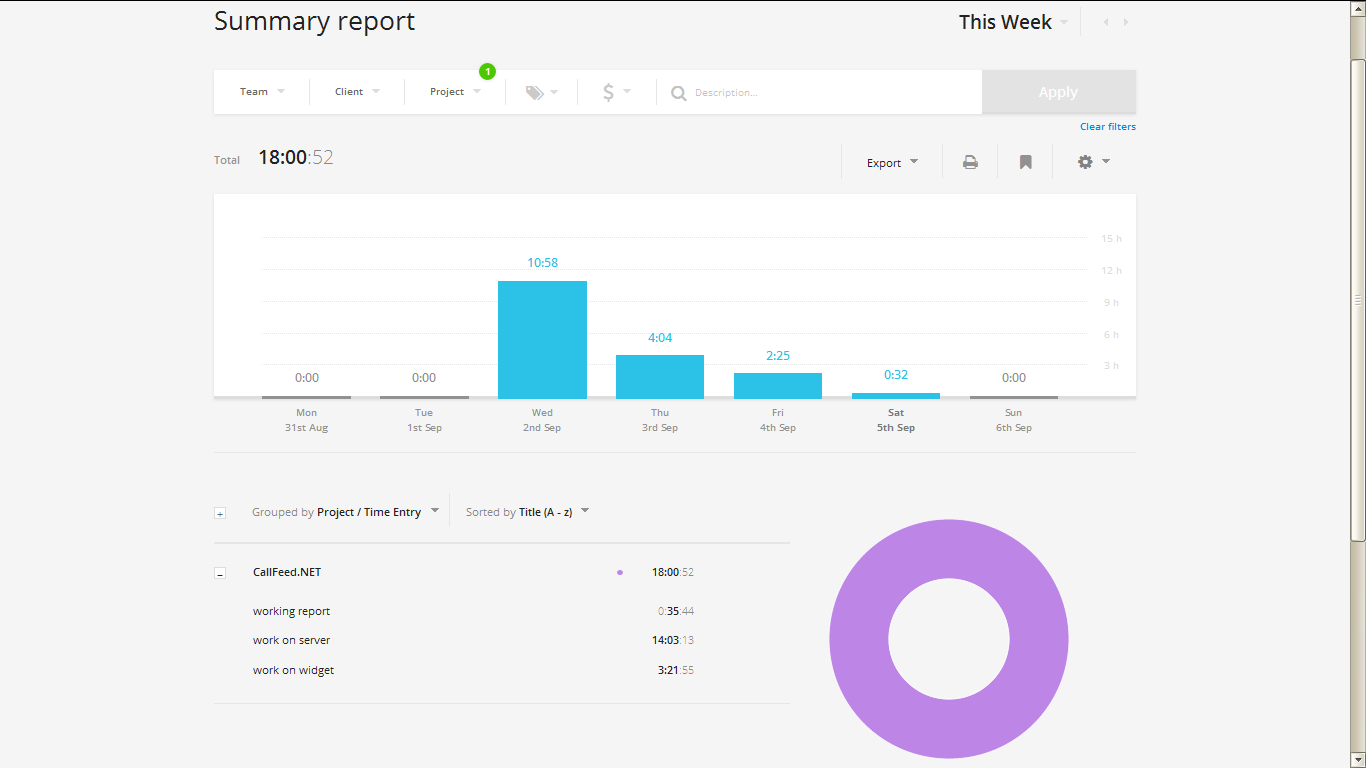 Summary report
This Week
Team Client Project 1 $ Description... Apply
Clear filters
Total 18:00:52
Export
15 h
12 h
9 h
6 h
3 h
0:00 0:00 10:58 4:04 2:25 0:32 0:00
Mon Tue Wed Thu Fri Sat Sun
31st Aug 1st Sep 2nd Sep 3rd Sep 4th Sep 5th Sep 6th Sep
Grouped by Project / Time Entry Sorted by Title (A - z)
CallFeed.NET 18:00:52
working report 0:35:44
work on server 14:03:13
work on widget 3:21:55